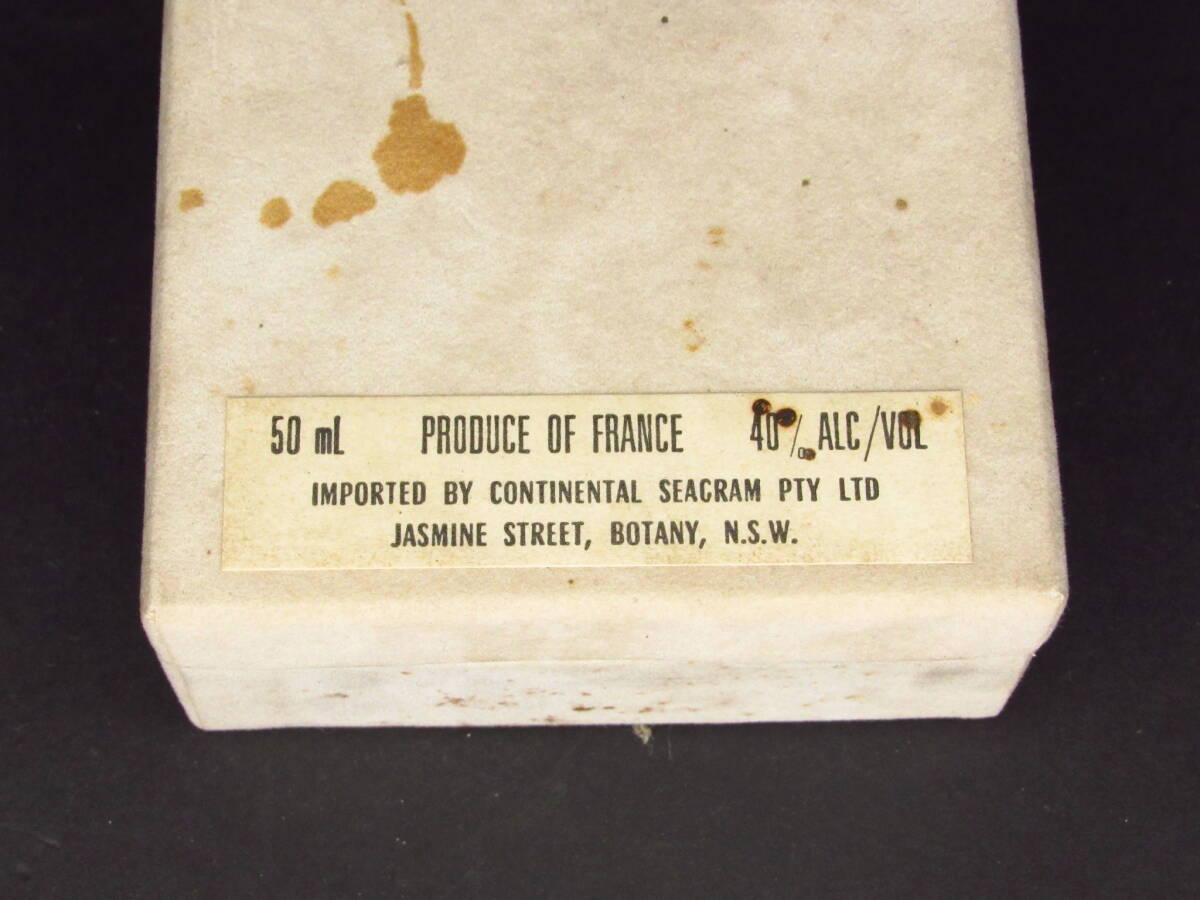 50 mL PRODUCE OF FRANCE 40% ALC/VOL
IMPORTED BY CONTINENTAL SEAGRAM PTY LTD
JASMINE STREET, BOTANY, N.S.W.